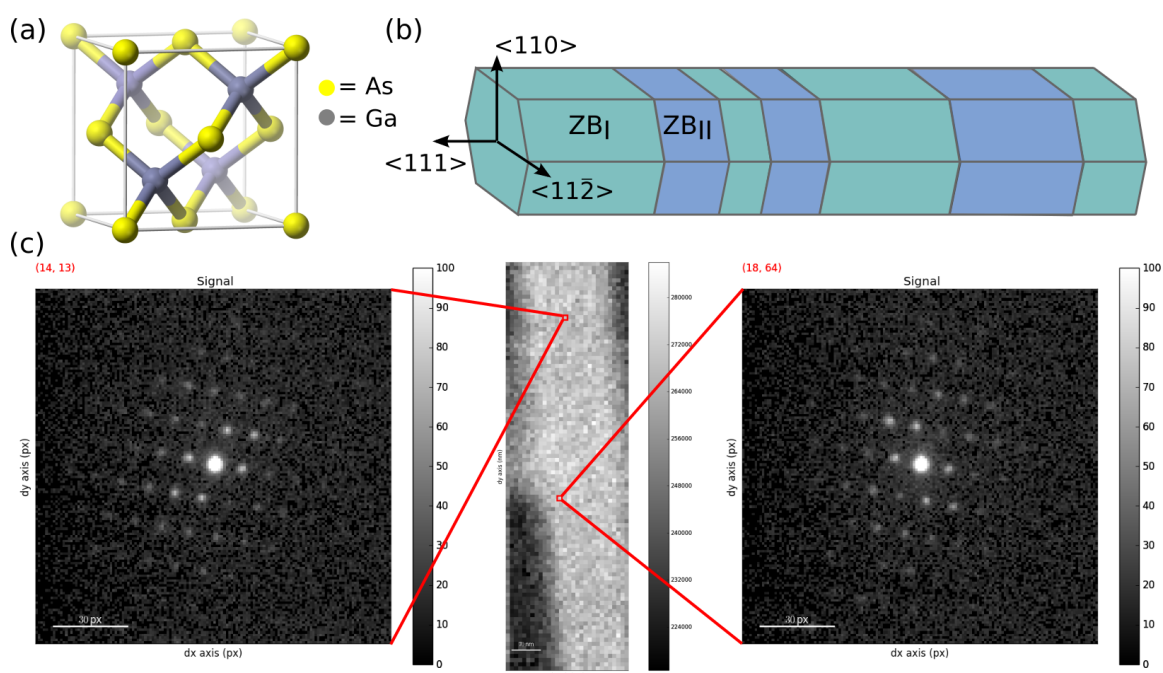 (a)
= As
= Ga
(b)
<110>
<111>
<112̄>
ZBI
ZBII
(c)
(14, 13)
Signal
dy axis (px)
dx axis (px)
30 px
100
90
80
70
60
50
40
30
20
10
0
dy axis (nm)
280000
272000
264000
256000
248000
240000
232000
224000
(18, 64)
Signal
dy axis (px)
dx axis (px)
30 px
100
90
80
70
60
50
40
30
20
10
0